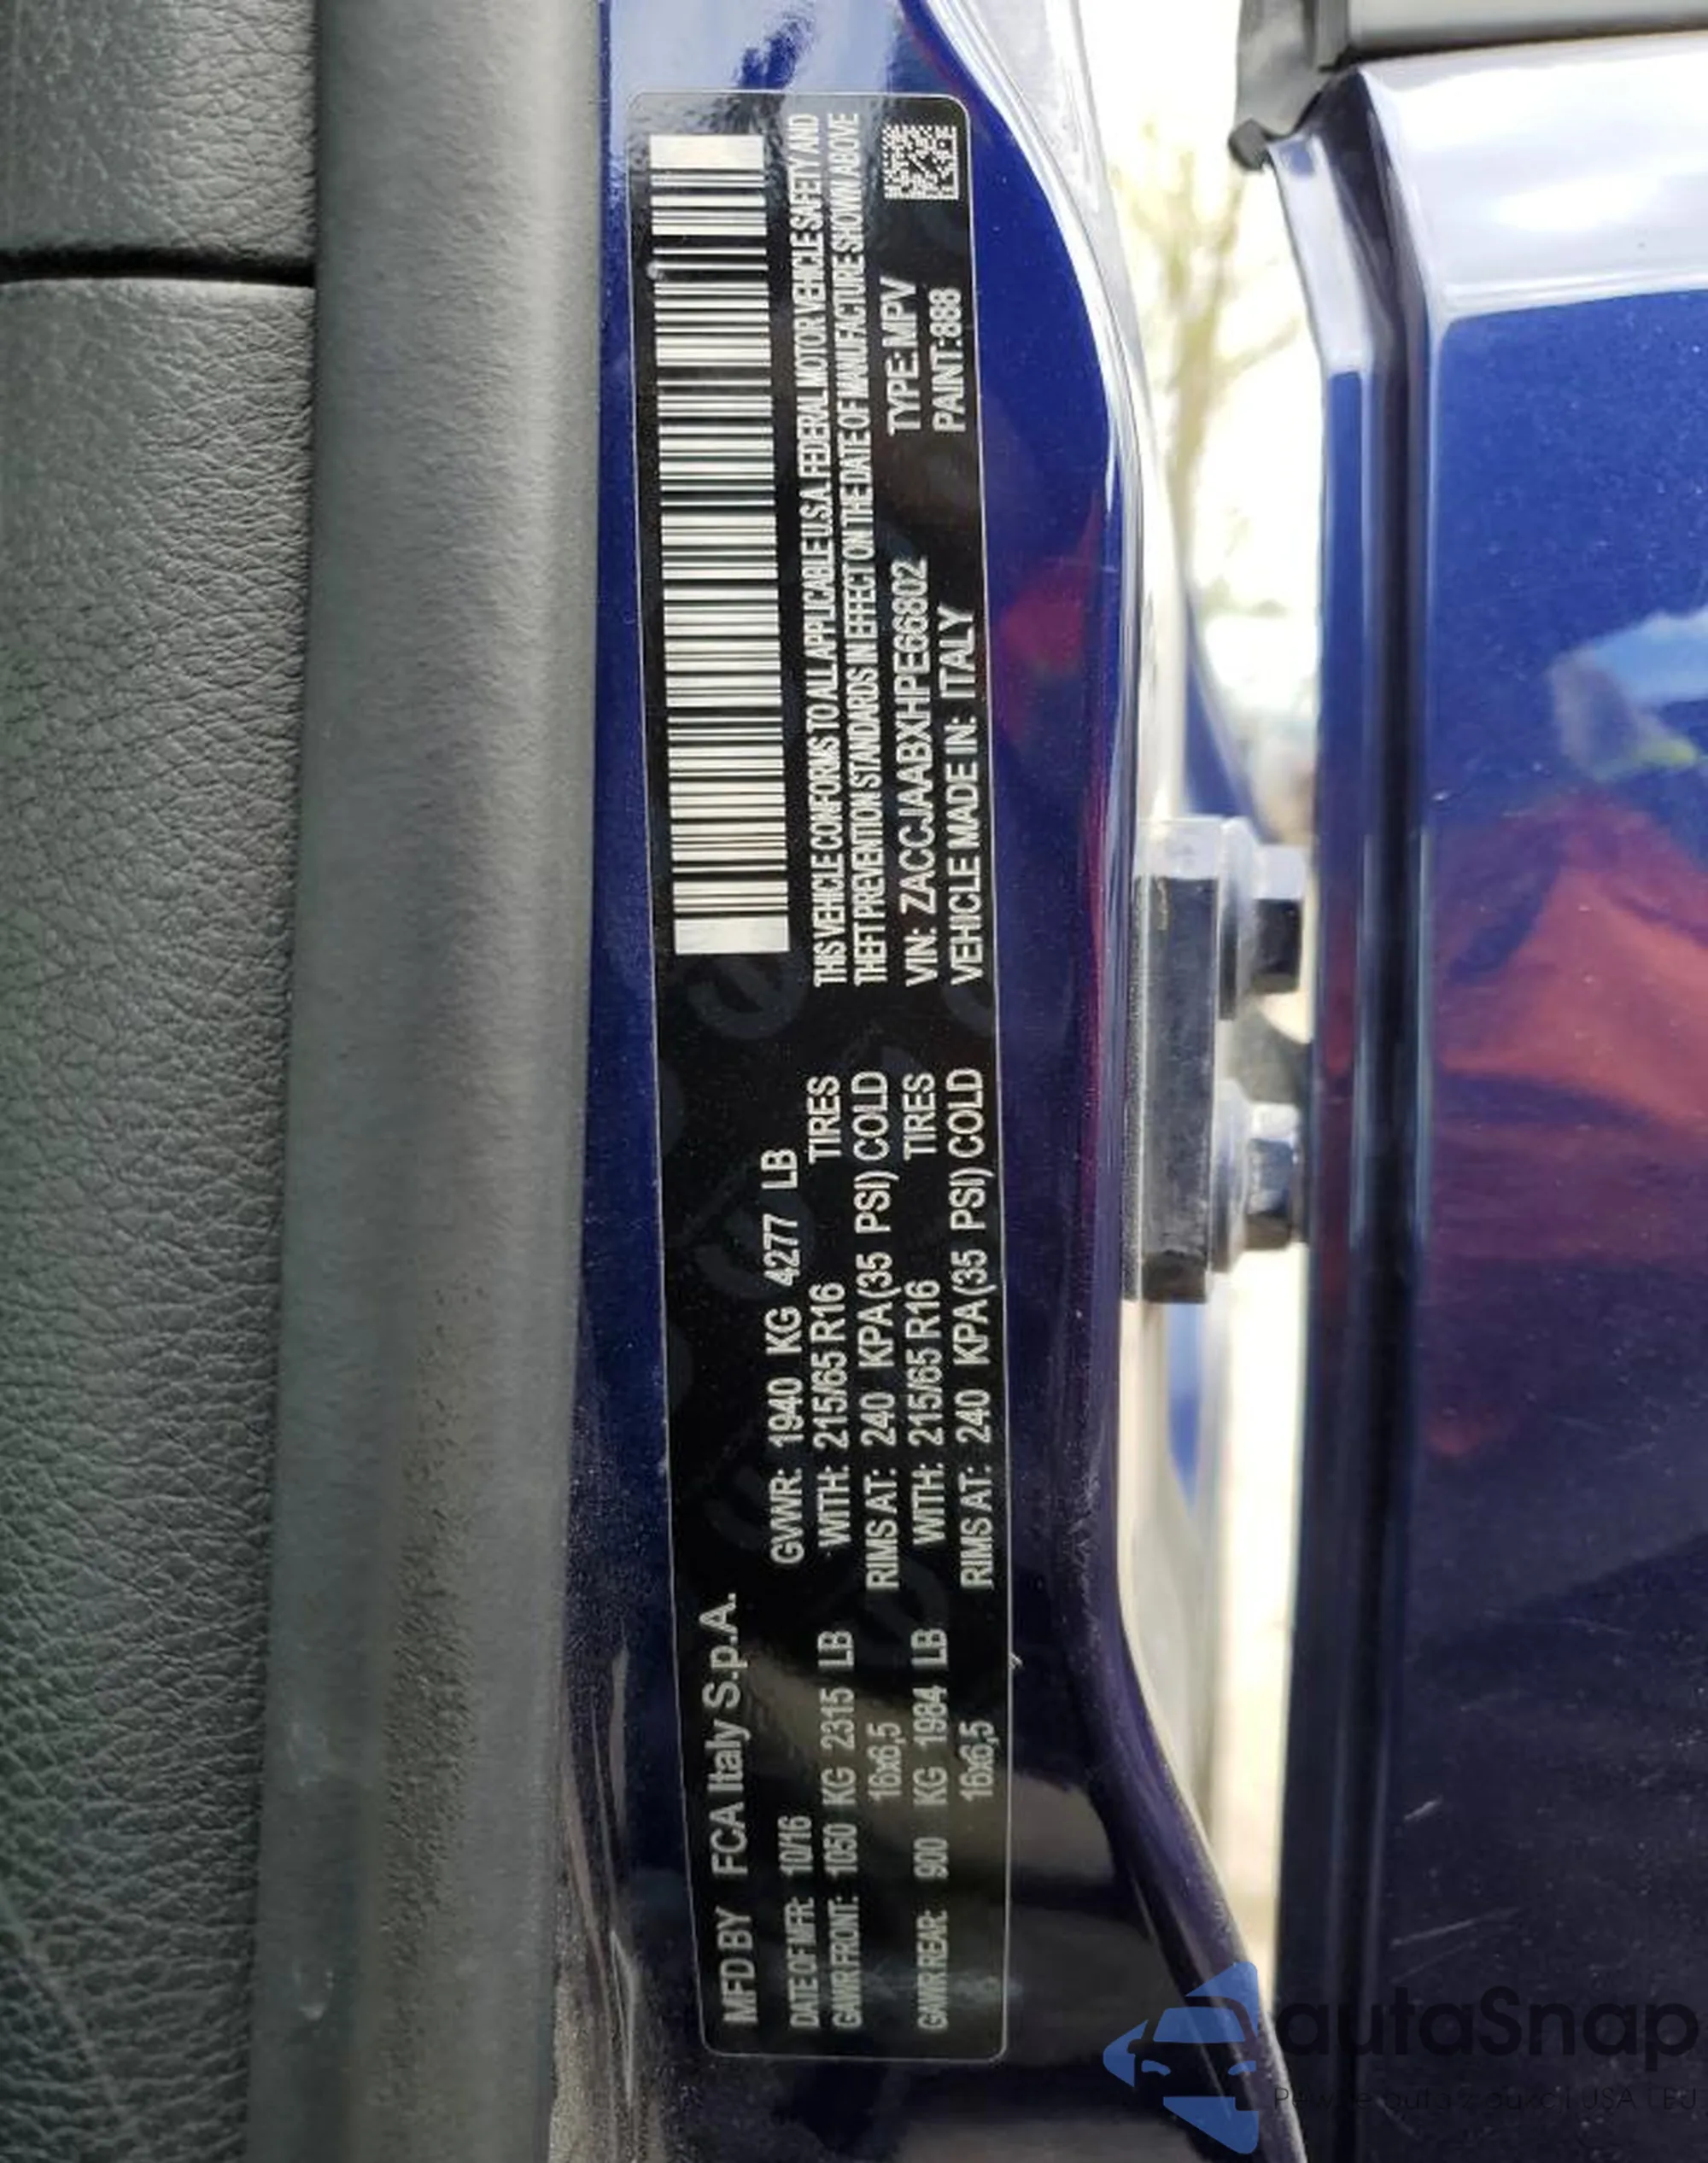 MFD BY FCA Italy S.p.A.
DATE OF MFR: 10/16 GVWR: 1940 KG 4277 LB
GAWR FRONT: 1050 KG 2315 LB WITH: 215/65 R16 TIRES
16x6,5 RIMS AT: 240 KPA (35 PSI) COLD
GAWR REAR: 900 KG 1984 LB WITH: 215/65 R16 TIRES
16x6,5 RIMS AT: 240 KPA (35 PSI) COLD
THIS VEHICLE CONFORMS TO ALL APPLICABLE U.S.A. FEDERAL MOTOR VEHICLE SAFETY AND
THEFT PREVENTION STANDARDS IN EFFECT ON THE DATE OF MANUFACTURE SHOWN ABOVE
VIN: ZACCJAABXHPE66802 TYPE: MPV
VEHICLE MADE IN: ITALY PAINT: 888
autaSnap